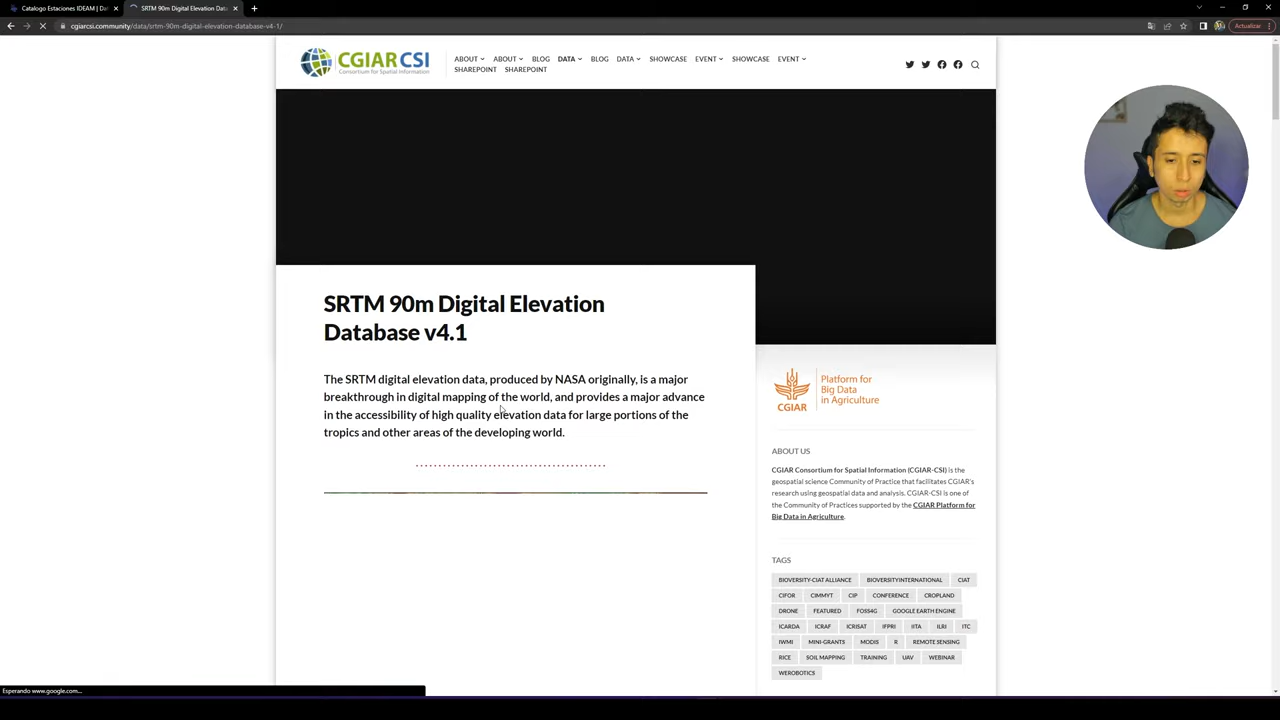 Catalogo Estaciones IDEAM | Dat
SRTM 90m Digital Elevation Datab
cgiarcsi.community/data/srtm-90m-digital-elevation-database-v4-1/
Actualizar
CGIAR CSI
Consortium for Spatial Information
ABOUT ABOUT BLOG DATA BLOG DATA SHOWCASE EVENT SHOWCASE EVENT
SHAREPOINT SHAREPOINT
SRTM 90m Digital Elevation
Database v4.1
The SRTM digital elevation data, produced by NASA originally, is a major
breakthrough in digital mapping of the world, and provides a major advance
in the accessibility of high quality elevation data for large portions of the
tropics and other areas of the developing world.
CGIAR
Platform for
Big Data
in Agriculture
ABOUT US
CGIAR Consortium for Spatial Information (CGIAR-CSI) is the
geospatial science Community of Practice that facilitates CGIAR's
research using geospatial data and analysis. CGIAR-CSI is one of
the Community of Practices supported by the CGIAR Platform for
Big Data in Agriculture.
TAGS
BIOVERSITY-CIAT ALLIANCE BIOVERSITYINTERNATIONAL CIAT
CIFOR CIMMYT CIP CONFERENCE CROPLAND
DRONE FEATURED FOSS4G GOOGLE EARTH ENGINE
ICARDA ICRAF ICRISAT IFPRI IITA ILRI ITC
IWMI MINI-GRANTS MODIS R REMOTE SENSING
RICE SOIL MAPPING TRAINING UAV WEBINAR
WEROBOTICS
Esperando www.google.com...